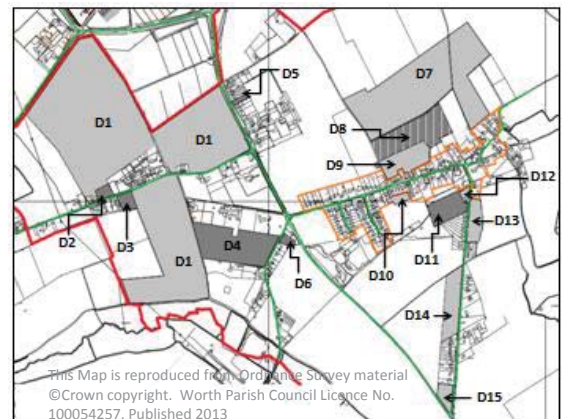 D7
D5
D1
D8
D1
D9
D12
D13
D2
D3
D4
D11
D10
D1
D6
D14
This Map is reproduced from Ordnance Survey material
©Crown copyright. Worth Parish Council Licence No.
D15
100054257. Published 2013